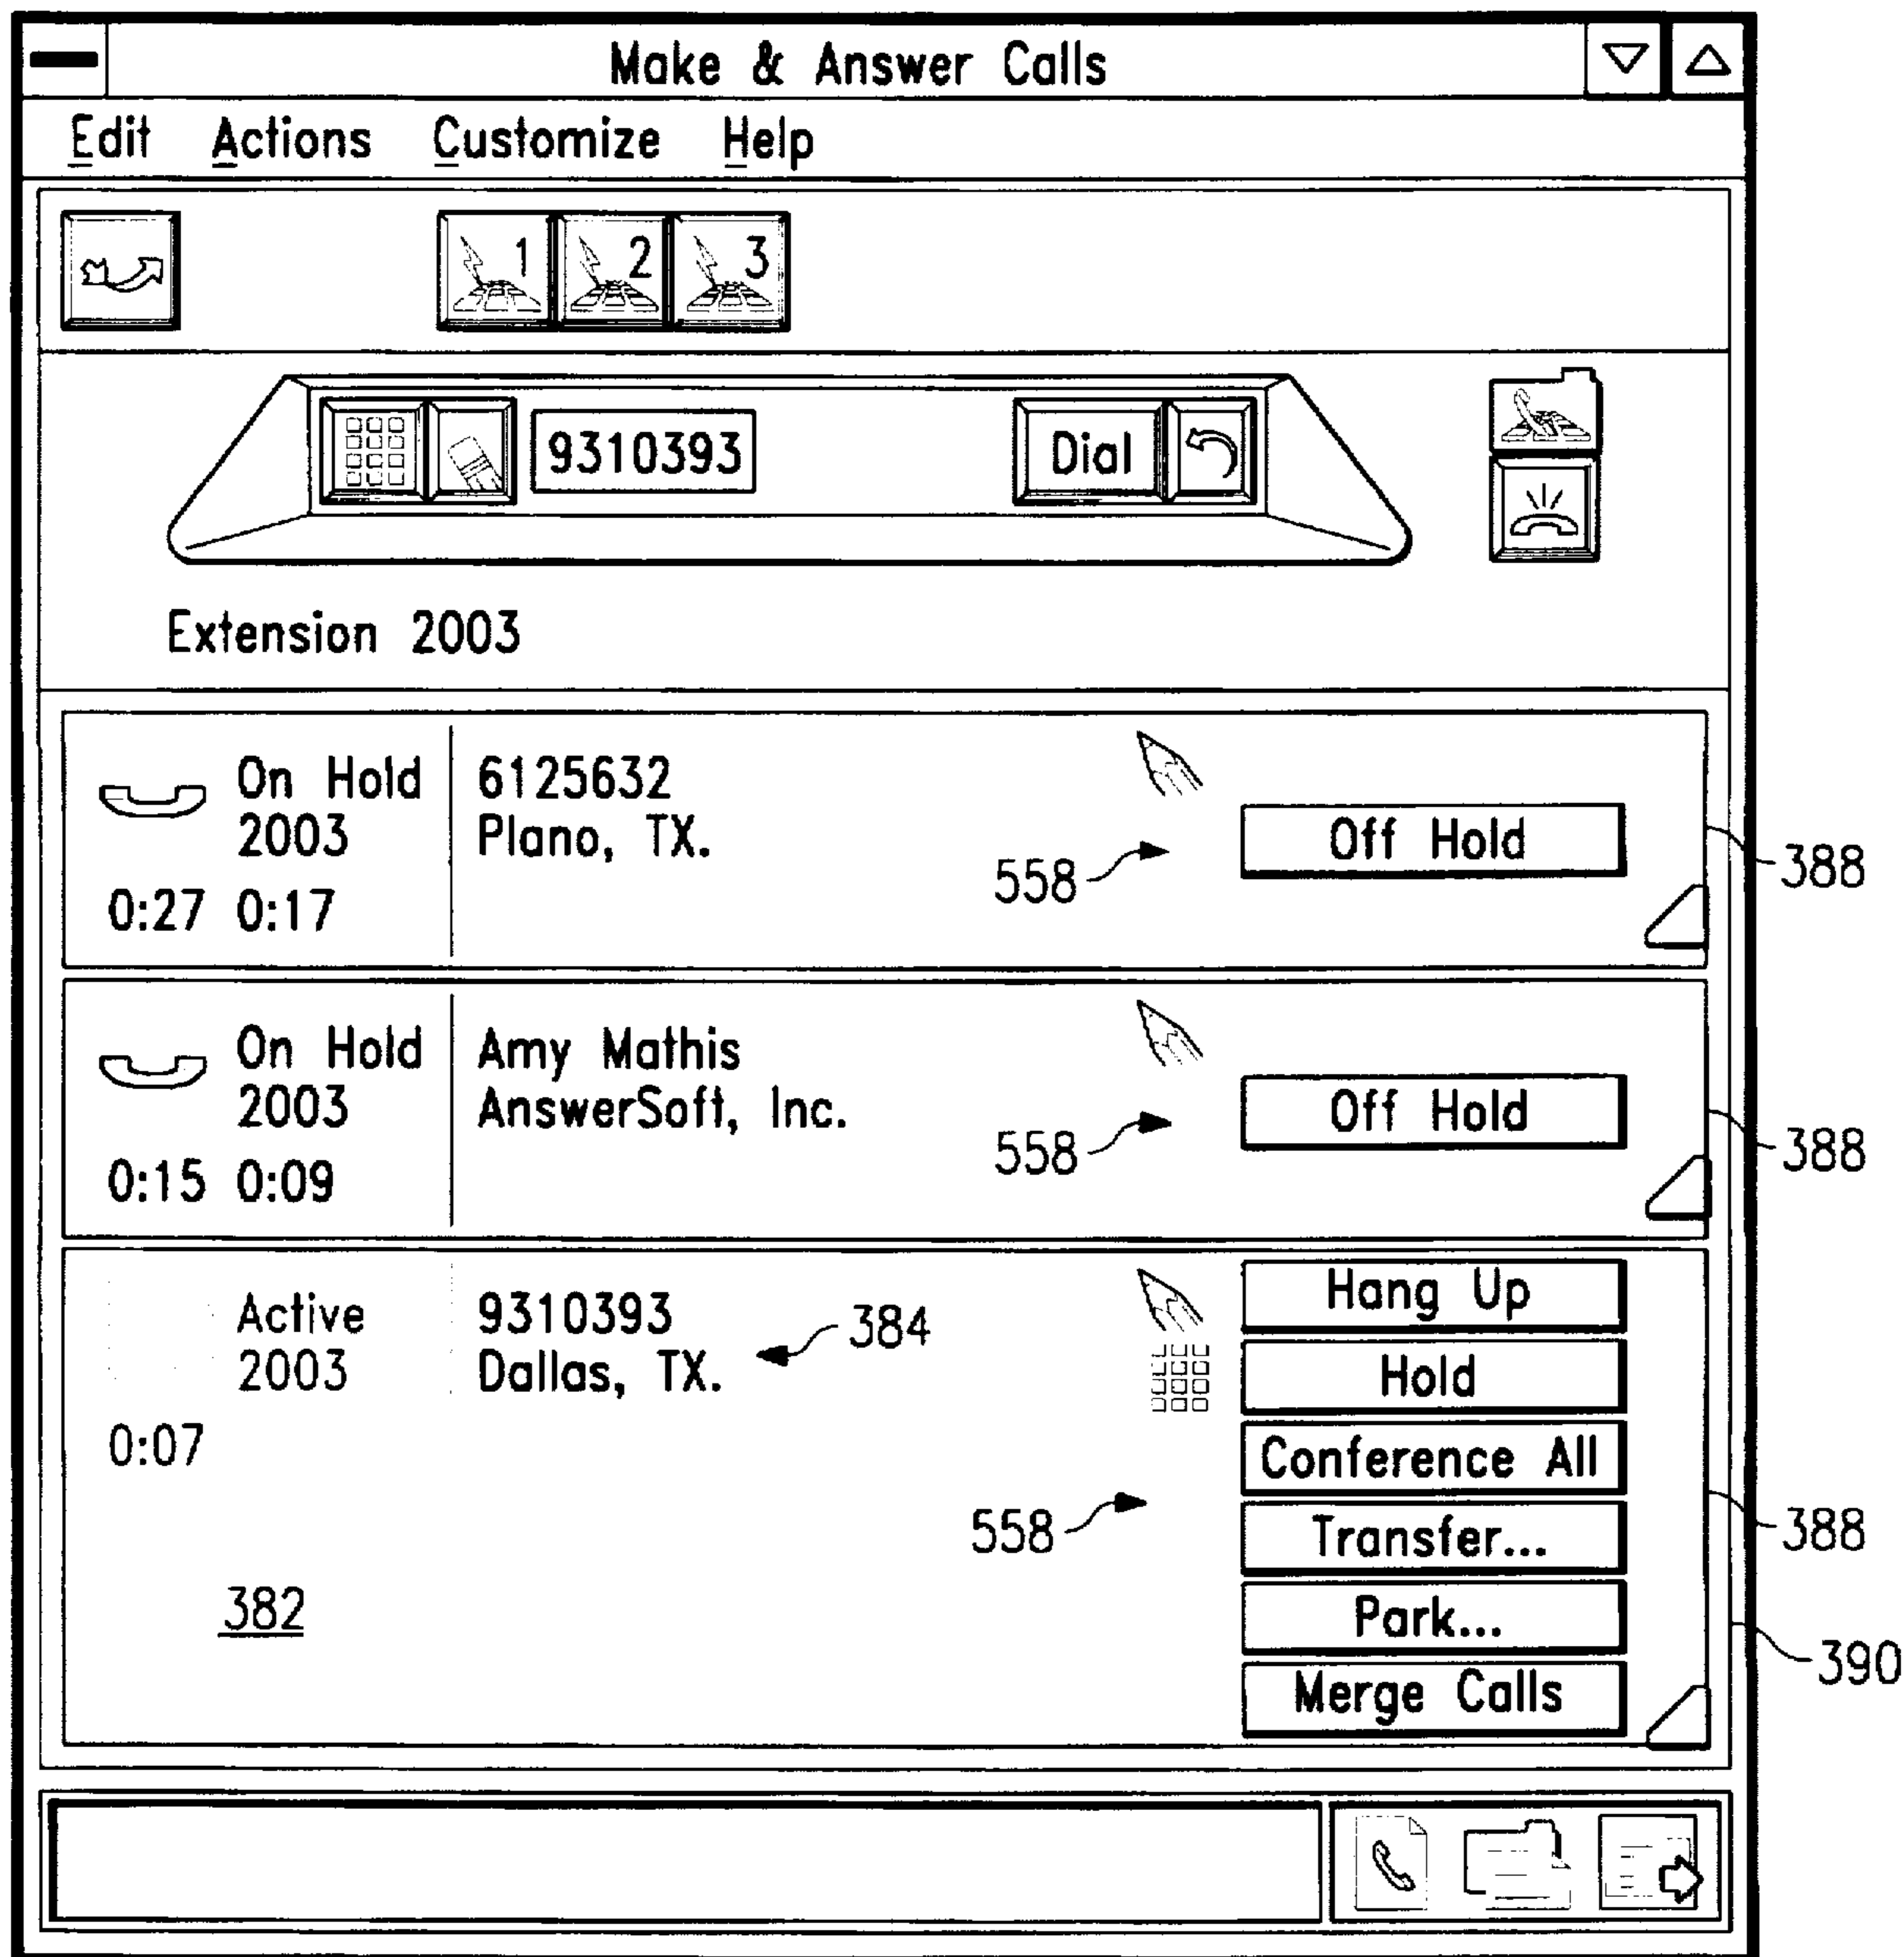 Make & Answer Calls
Edit Actions Customize Help
1 2 3
9310393 Dial
Extension 2003
On Hold 6125632
2003 Plano, TX.
Off Hold
558
388
0:27 0:17
On Hold Amy Mathis
2003 AnswerSoft, Inc.
Off Hold
558
388
0:15 0:09
Active 9310393
2003 Dallas, TX.
384
0:07
Hang Up
Hold
Conference All
558
388
Transfer...
382
Park...
390
Merge Calls